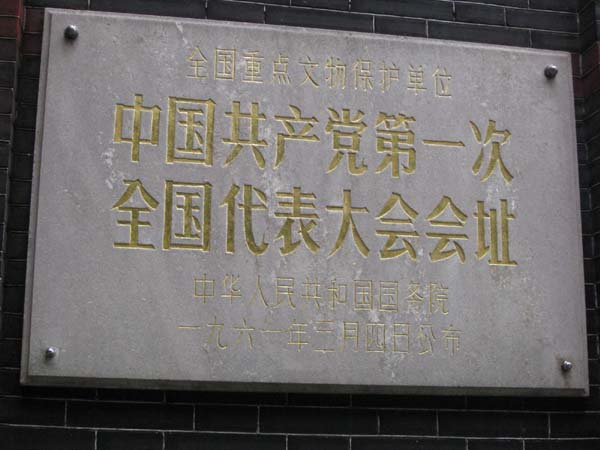 全国重点文物保护单位
中国共产党第一次
全国代表大会会址
中华人民共和国国务院
一九六一年三月四日公布